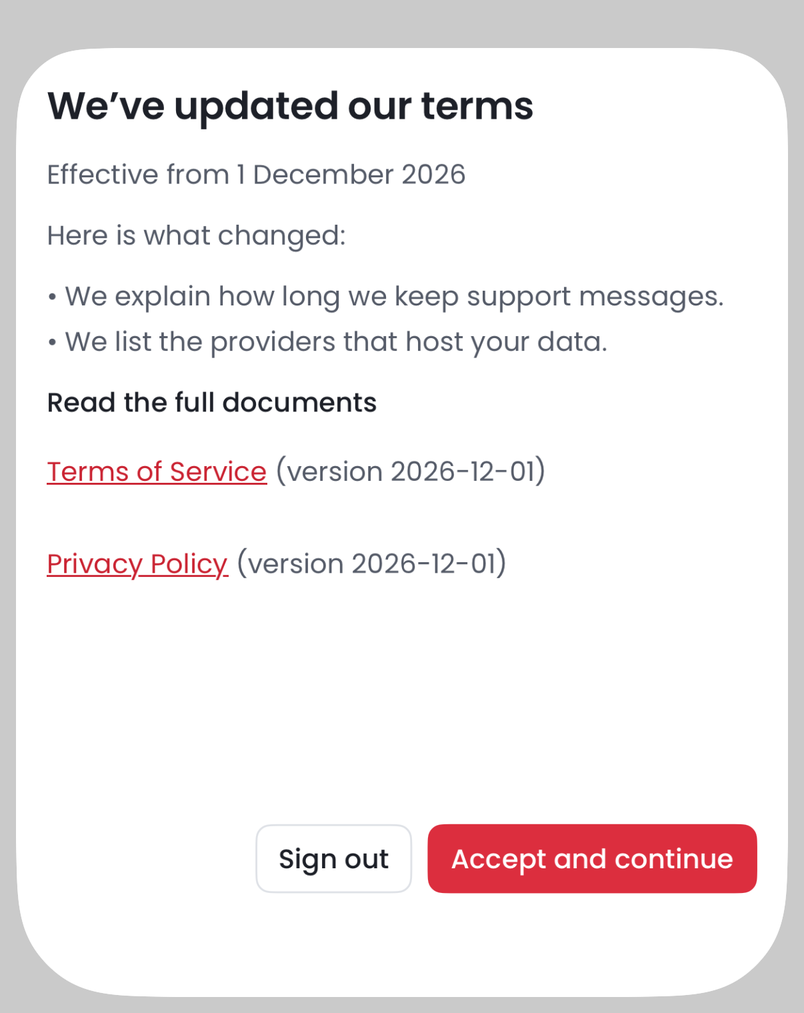 We’ve updated our terms
Effective from 1 December 2026
Here is what changed:
• We explain how long we keep support messages.
• We list the providers that host your data.
Read the full documents
Terms of Service (version 2026-12-01)
Privacy Policy (version 2026-12-01)
Sign out
Accept and continue